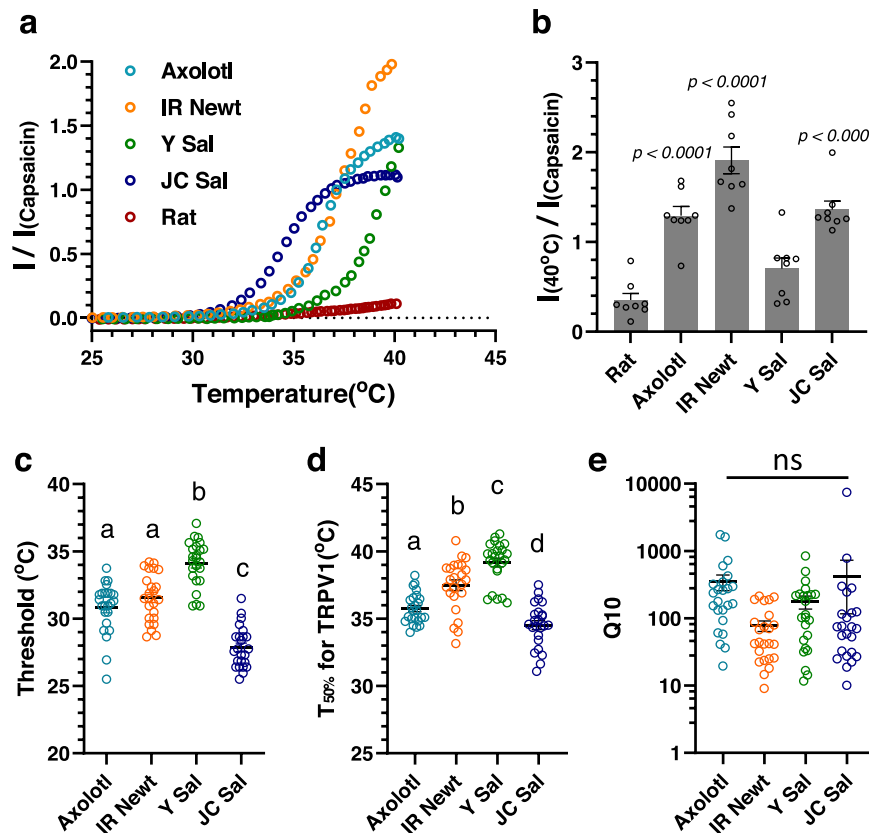 a
I / I(Capsaicin)
2.0
1.5
1.0
0.5
0.0
Axolotl
IR Newt
Y Sal
JC Sal
Rat
25
30
35
40
45
Temperature(°C)
b
I(40°C) / I(Capsaicin)
3
2
1
0
p < 0.0001
p < 0.0001
p < 0.000
Rat
Axolotl
IR Newt
Y Sal
JC Sal
c
Threshold (°C)
40
35
30
25
20
a
a
b
c
Axolotl
IR Newt
Y Sal
JC Sal
d
T50% for TRPV1(°C)
45
40
35
30
25
a
b
c
d
Axolotl
IR Newt
Y Sal
JC Sal
e
Q10
10000
1000
100
10
1
ns
Axolotl
IR Newt
Y Sal
JC Sal